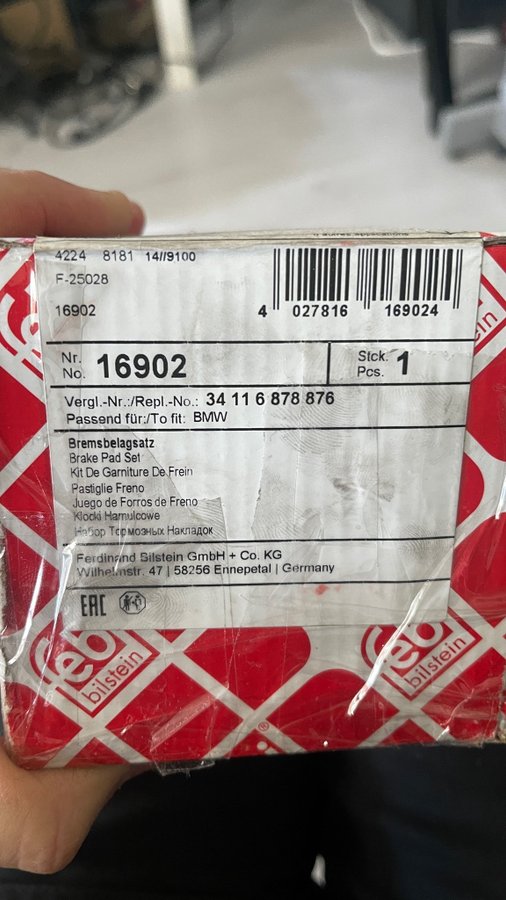 4224 8181 14//9100
F-25028
16902
4 027816 169024
Nr.
No. 16902
Stck.
Pcs. 1
Vergl.-Nr.:/Repl.-No.: 34 11 6 878 876
Passend für:/To fit: BMW
Bremsbelagsatz
Brake Pad Set
Kit De Garniture De Frein
Pastiglie Freno
Juego de Forros de Freno
Klocki Hamulcowe
Набор Тормозных Накладок
Ferdinand Bilstein GmbH + Co. KG
Wilhelmstr. 47 | 58256 Ennepetal | Germany
EAC
febi
bilstein
febi
bilstein
®